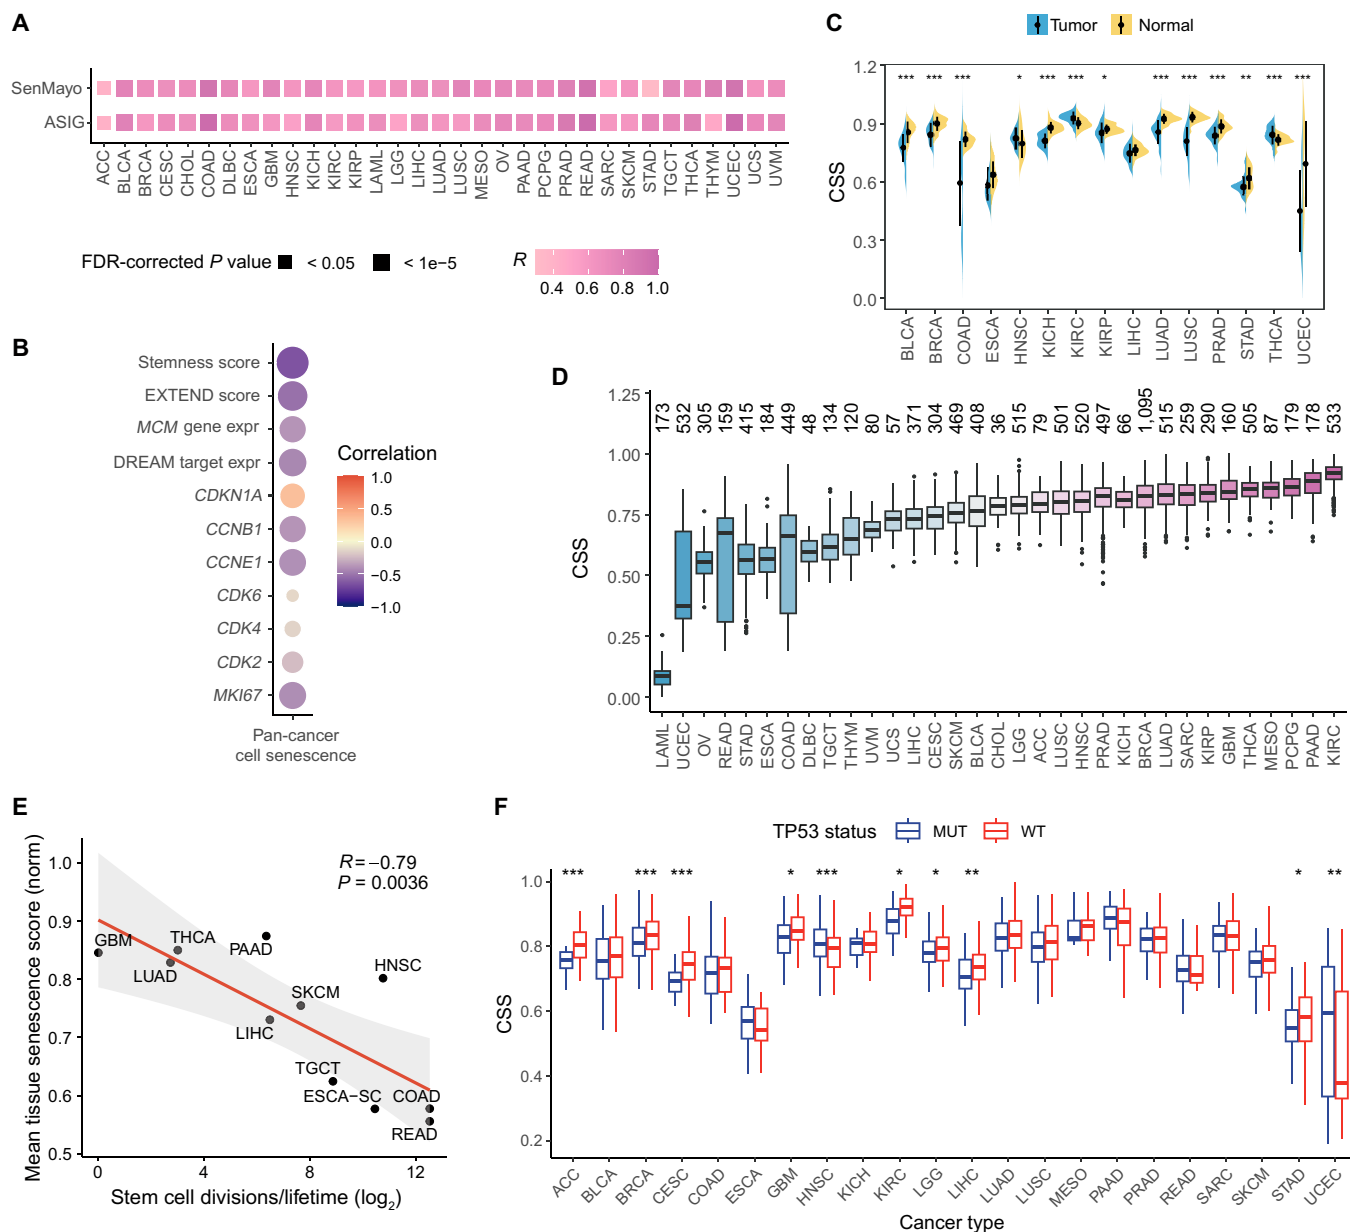 A
SenMayo
ASIG
ACC BLCA BRCA CESC CHOL COAD DLBC ESCA GBM HNSC KICH KIRC KIRP LAML LGG LIHC LUAD LUSC MESO OV PAAD PCPG PRAD READ SARC SKCM STAD TGCT THCA THYM UCEC UCS UVM
FDR-corrected P value < 0.05 < 1e-5
R
0.4 0.6 0.8 1.0
B
Stemness score
EXTEND score
MCM gene expr
DREAM target expr
CDKN1A
CCNB1
CCNE1
CDK6
CDK4
CDK2
MKI67
Pan-cancer
cell senescence
Correlation
1.0
0.5
0.0
−0.5
−1.0
C
Tumor Normal
*** *** *** * *** *** * *** *** *** ** *** ***
CSS
1.2
0.9
0.6
0.3
0.0
BLCA BRCA COAD ESCA HNSC KICH KIRC KIRP LIHC LUAD LUSC PRAD STAD THCA UCEC
D
173 532 305 159 415 184 449 48 134 120 80 57 371 304 469 408 36 515 79 501 520 497 66 1,095 515 259 290 160 505 87 179 178 533
CSS
1.25
1.00
0.75
0.50
0.25
0.00
LAML UCEC OV READ STAD ESCA COAD DLBC TGCT THYM UVM UCS LIHC CESC SKCM BLCA CHOL LGG ACC LUSC HNSC PRAD KICH BRCA LUAD SARC KIRP GBM THCA MESO PCPG PAAD KIRC
E
Mean tissue senescence score (norm)
1.0
0.9
0.8
0.7
0.6
0.5
R = −0.79
P = 0.0036
GBM
THCA
LUAD
PAAD
HNSC
SKCM
LIHC
TGCT
ESCA−SC
COAD
READ
0 4 8 12
Stem cell divisions/lifetime (log2)
F
TP53 status MUT WT
*** *** *** * *** * * ** * **
CSS
1.0
0.8
0.6
0.4
0.2
ACC BLCA BRCA CESC COAD ESCA GBM HNSC KICH KIRC LGG LIHC LUAD LUSC MESO PAAD PRAD READ SARC SKCM STAD UCEC
Cancer type